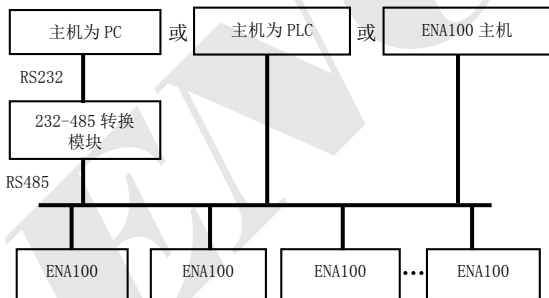 主机为 PC 或 主机为 PLC 或 ENA100 主机
RS232
232-485 转换
模块
RS485
ENA100 ENA100 ENA100 ••• ENA100